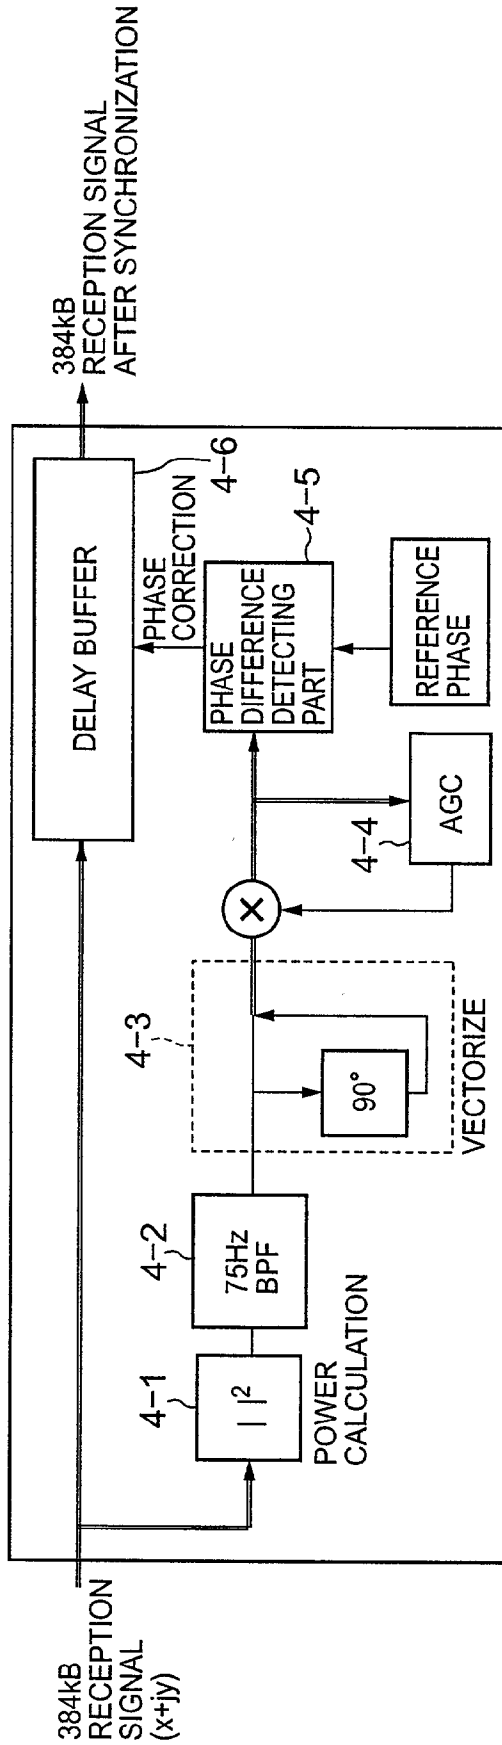 384kB
RECEPTION
SIGNAL
(x+jy)
4-1
| |²
POWER
CALCULATION
4-2
75Hz
BPF
4-3
90°
VECTORIZE
×
4-4
AGC
DELAY BUFFER
4-6
PHASE
CORRECTION
PHASE
DIFFERENCE
DETECTING
PART
4-5
REFERENCE
PHASE
384kB
RECEPTION SIGNAL
AFTER SYNCHRONIZATION